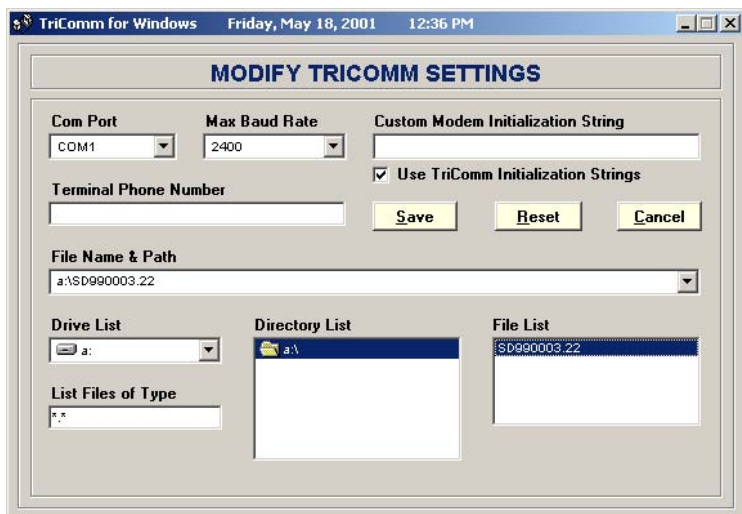 TriComm for Windows Friday, May 18, 2001 12:36 PM
MODIFY TRICOMM SETTINGS
Com Port Max Baud Rate Custom Modem Initialization String
COM1 2400
Use TriComm Initialization Strings
Terminal Phone Number
Save Reset Cancel
File Name & Path
a:\SD990003.22
Drive List Directory List File List
a: a:\ SD990003.22
List Files of Type
*.*